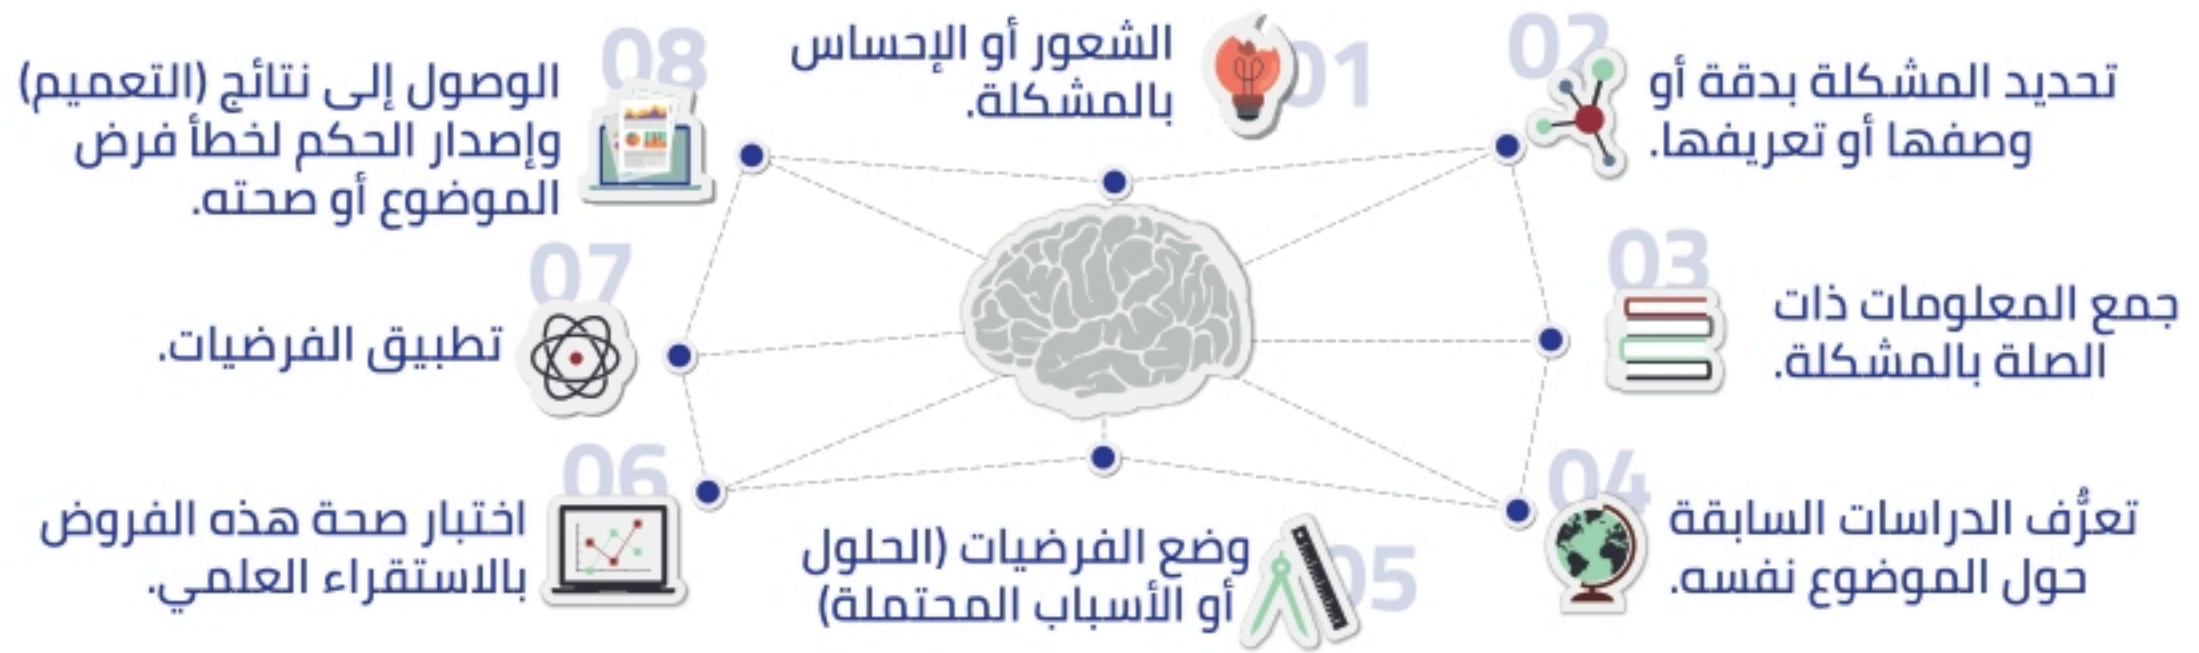 01
الشعور أو الإحساس
بالمشكلة.
02
تحديد المشكلة بدقة أو
وصفها أو تعريفها.
03
جمع المعلومات ذات
الصلة بالمشكلة.
04
تعرُّف الدراسات السابقة
حول الموضوع نفسه.
05
وضع الفرضيات (الحلول
أو الأسباب المحتملة)
06
اختبار صحة هذه الفروض
بالاستقراء العلمي.
07
تطبيق الفرضيات.
08
الوصول إلى نتائج (التعميم)
وإصدار الحكم لخطأ فرض
الموضوع أو صحته.